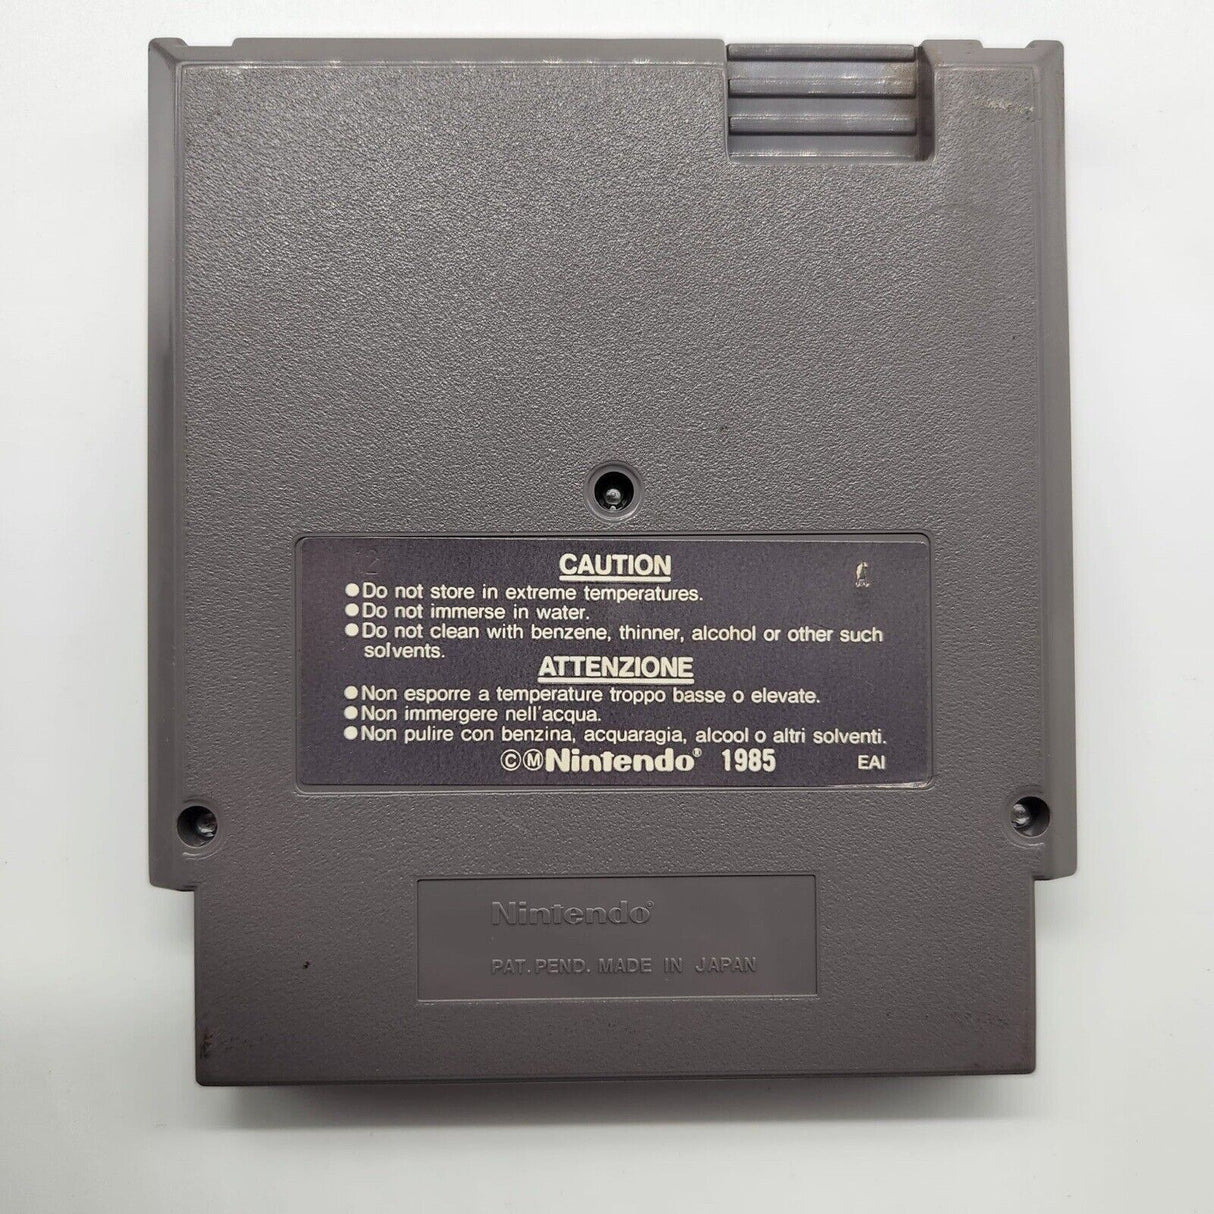 2
CAUTION
●Do not store in extreme temperatures.
●Do not immerse in water.
●Do not clean with benzene, thinner, alcohol or other such
solvents.
ATTENZIONE
●Non esporre a temperature troppo basse o elevate.
●Non immergere nell'acqua.
●Non pulire con benzina, acquaragia, alcool o altri solventi.
©ⓂNintendo® 1985 EAI
Nintendo®
PAT. PEND. MADE IN JAPAN